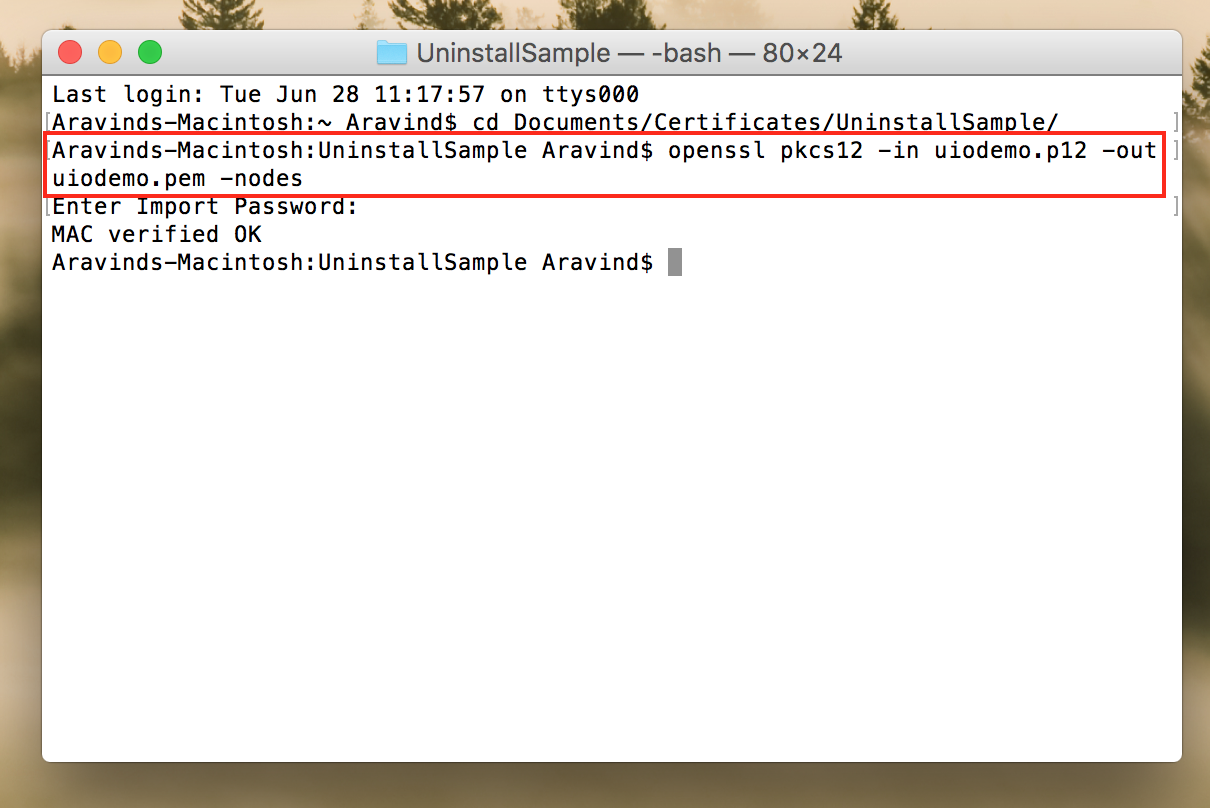 UninstallSample — -bash — 80×24
Last login: Tue Jun 28 11:17:57 on ttys000
[Aravinds-Macintosh:~ Aravind$ cd Documents/Certificates/UninstallSample/ ]
[Aravinds-Macintosh:UninstallSample Aravind$ openssl pkcs12 -in uiodemo.p12 -out ]
uiodemo.pem -nodes
[Enter Import Password: ]
MAC verified OK
Aravinds-Macintosh:UninstallSample Aravind$